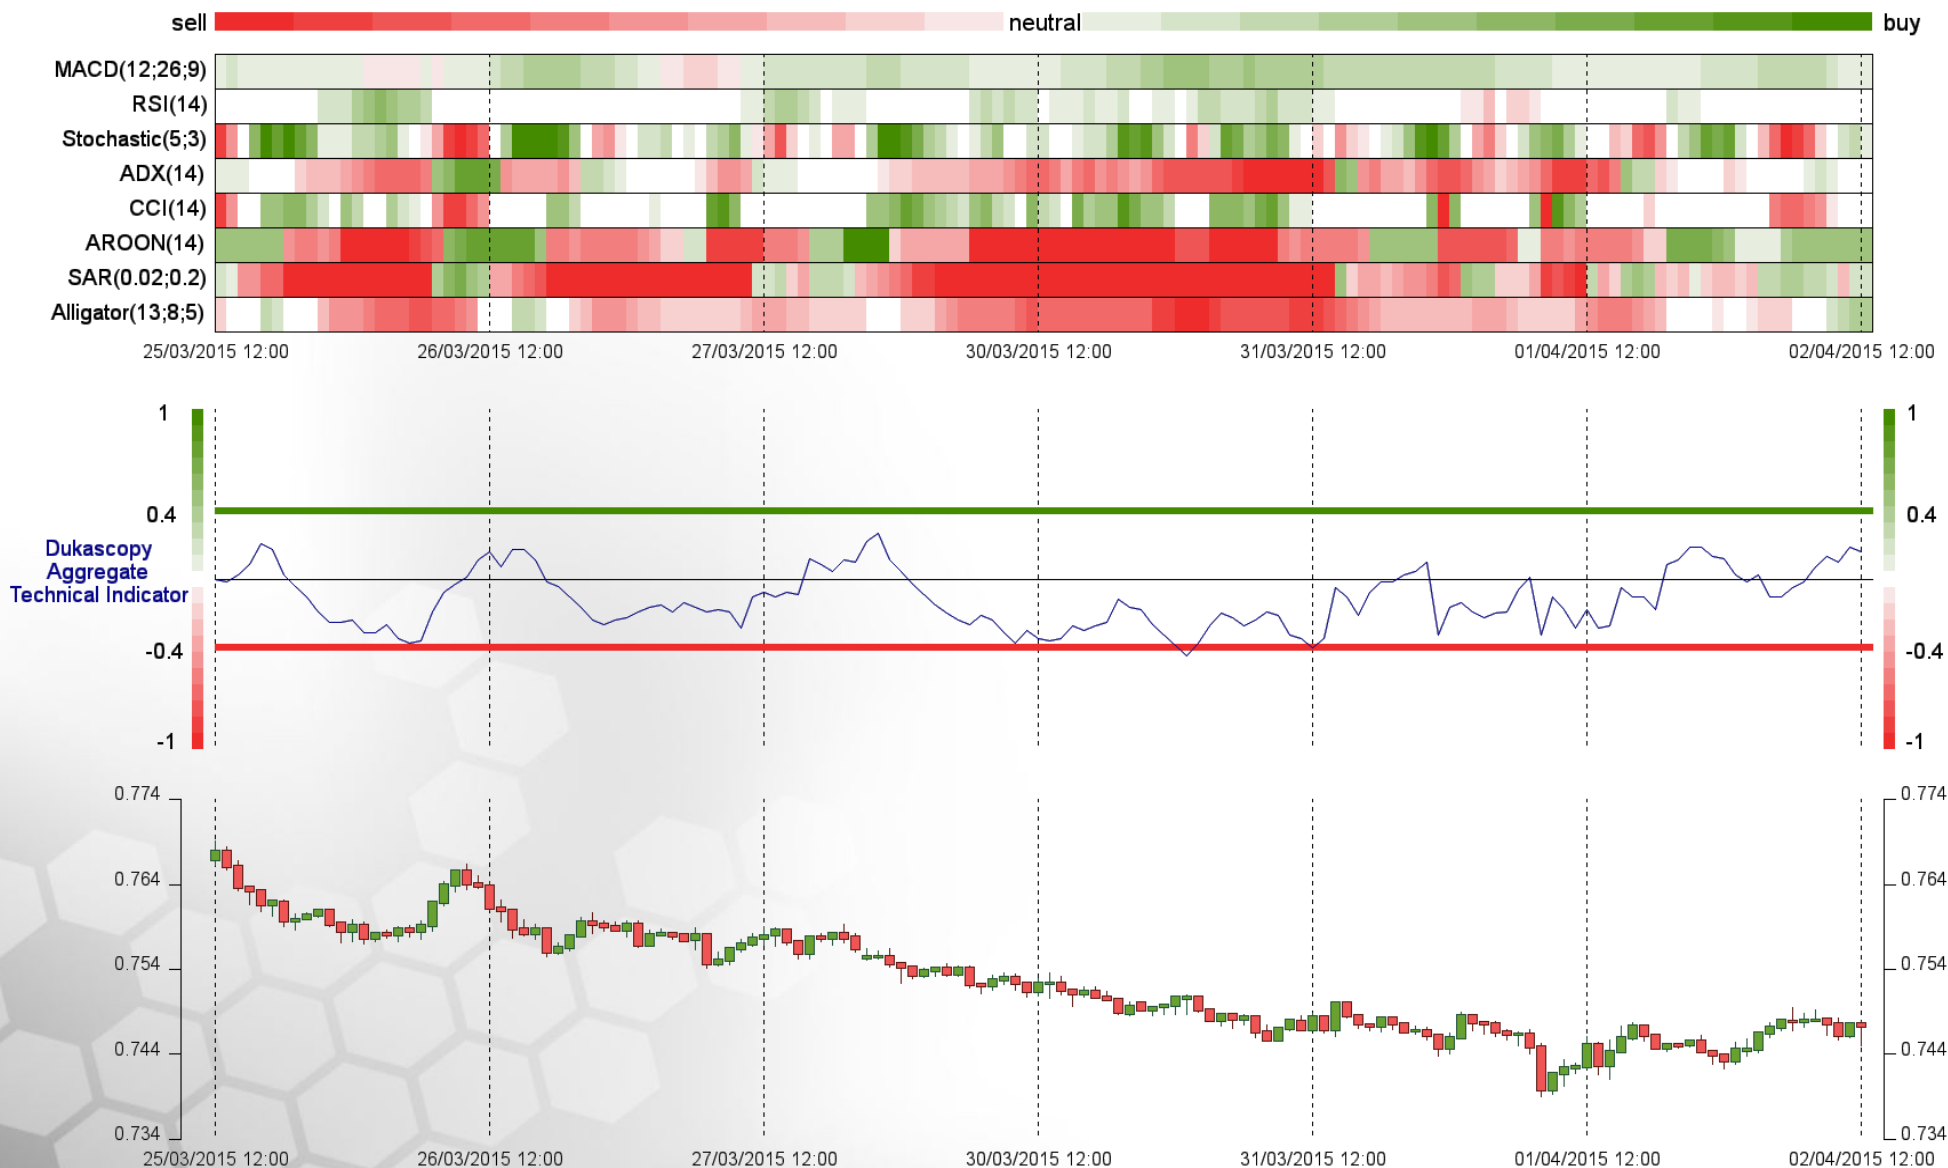 sell neutral buy
MACD(12;26;9)
RSI(14)
Stochastic(5;3)
ADX(14)
CCI(14)
AROON(14)
SAR(0.02;0.2)
Alligator(13;8;5)
25/03/2015 12:00 26/03/2015 12:00 27/03/2015 12:00 30/03/2015 12:00 31/03/2015 12:00 01/04/2015 12:00 02/04/2015 12:00
1 1
0.4 0.4
Dukascopy
Aggregate
Technical Indicator
-0.4 -0.4
-1 -1
0.774 0.774
0.764 0.764
0.754 0.754
0.744 0.744
0.734 0.734
25/03/2015 12:00 26/03/2015 12:00 27/03/2015 12:00 30/03/2015 12:00 31/03/2015 12:00 01/04/2015 12:00 02/04/2015 12:00